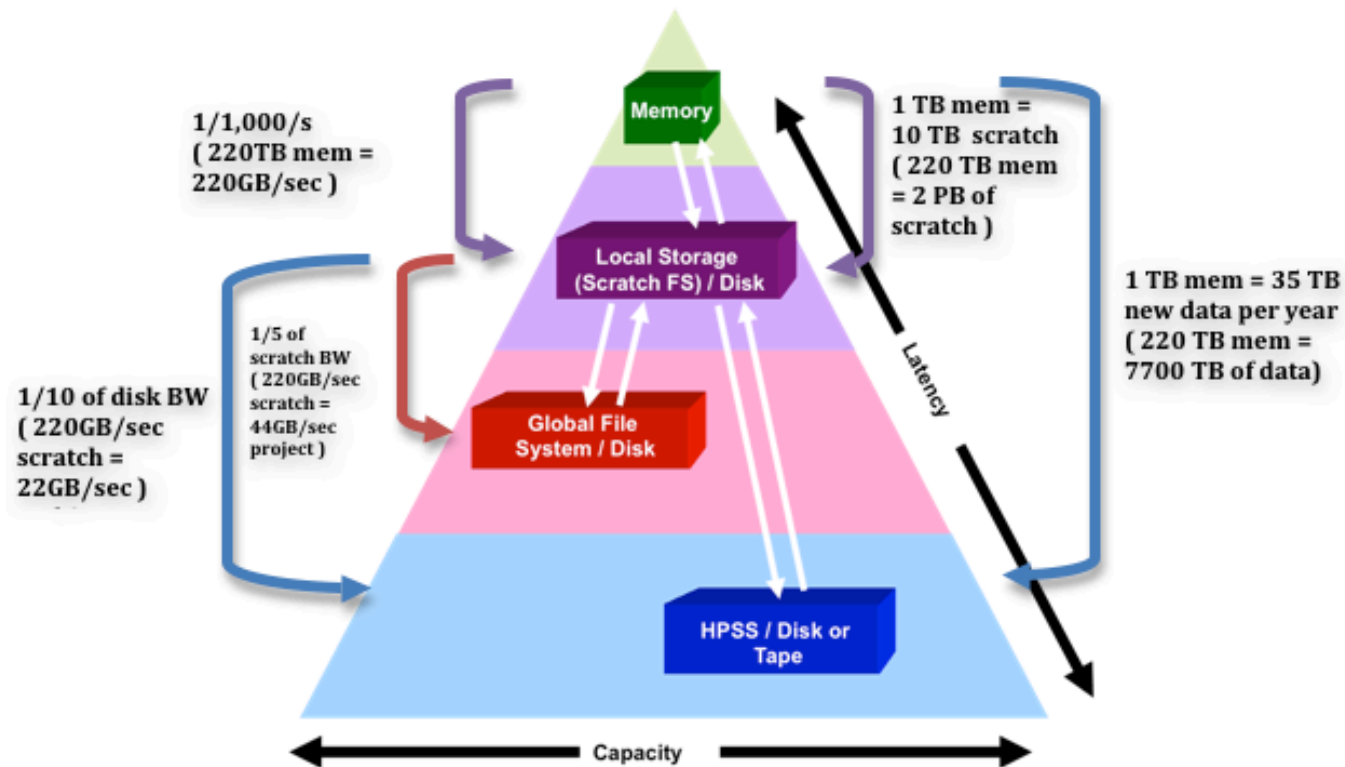 Memory
1/1,000/s
( 220TB mem =
220GB/sec )
1 TB mem =
10 TB scratch
( 220 TB mem
= 2 PB of
scratch )
Local Storage
(Scratch FS) / Disk
1 TB mem = 35 TB
new data per year
( 220 TB mem =
7700 TB of data)
1/5 of
scratch BW
( 220GB/sec
scratch =
44GB/sec
project )
Latency
1/10 of disk BW
( 220GB/sec
scratch =
22GB/sec )
Global File
System / Disk
HPSS / Disk or
Tape
Capacity